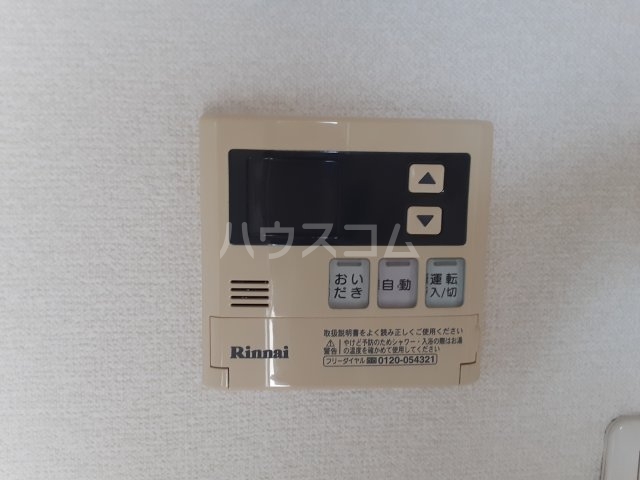 ハウスコム
おい
だき
自動
運転
入/切
取扱説明書をよく読み正しくご使用ください
警告
やけど予防のためシャワー・入浴の際はお湯
の温度を確かめて使用してください
フリーダイヤル 0120-054321
Rinnai